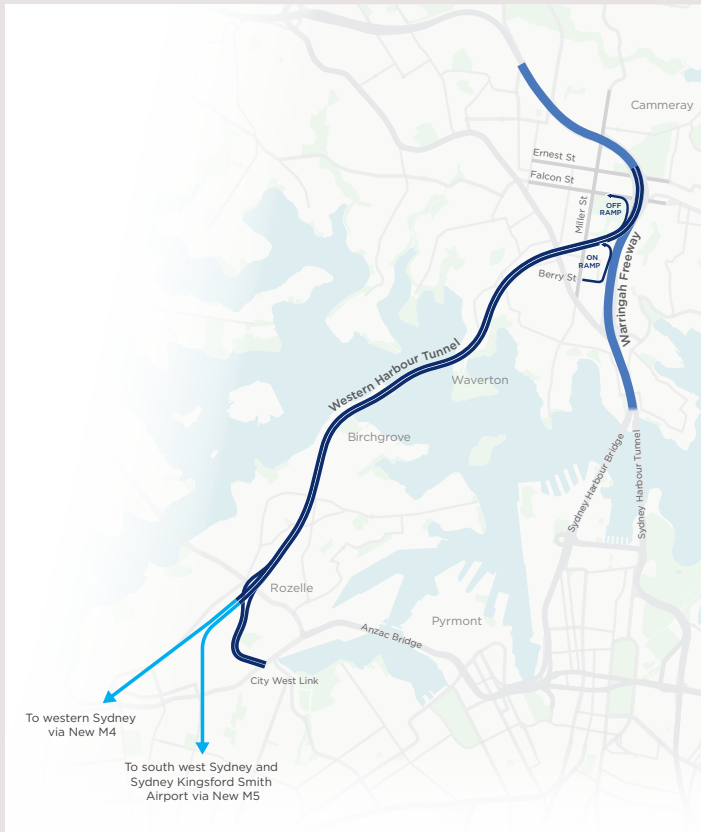 Cammeray
Ernest St
Falcon St
Miller St
OFF
RAMP
ON
RAMP
Berry St
Warringah Freeway
Western Harbour Tunnel
Waverton
Birchgrove
Sydney Harbour Bridge
Sydney Harbour Tunnel
Rozelle
Pyrmont
Anzac Bridge
City West Link
To western Sydney
via New M4
To south west Sydney and
Sydney Kingsford Smith
Airport via New M5